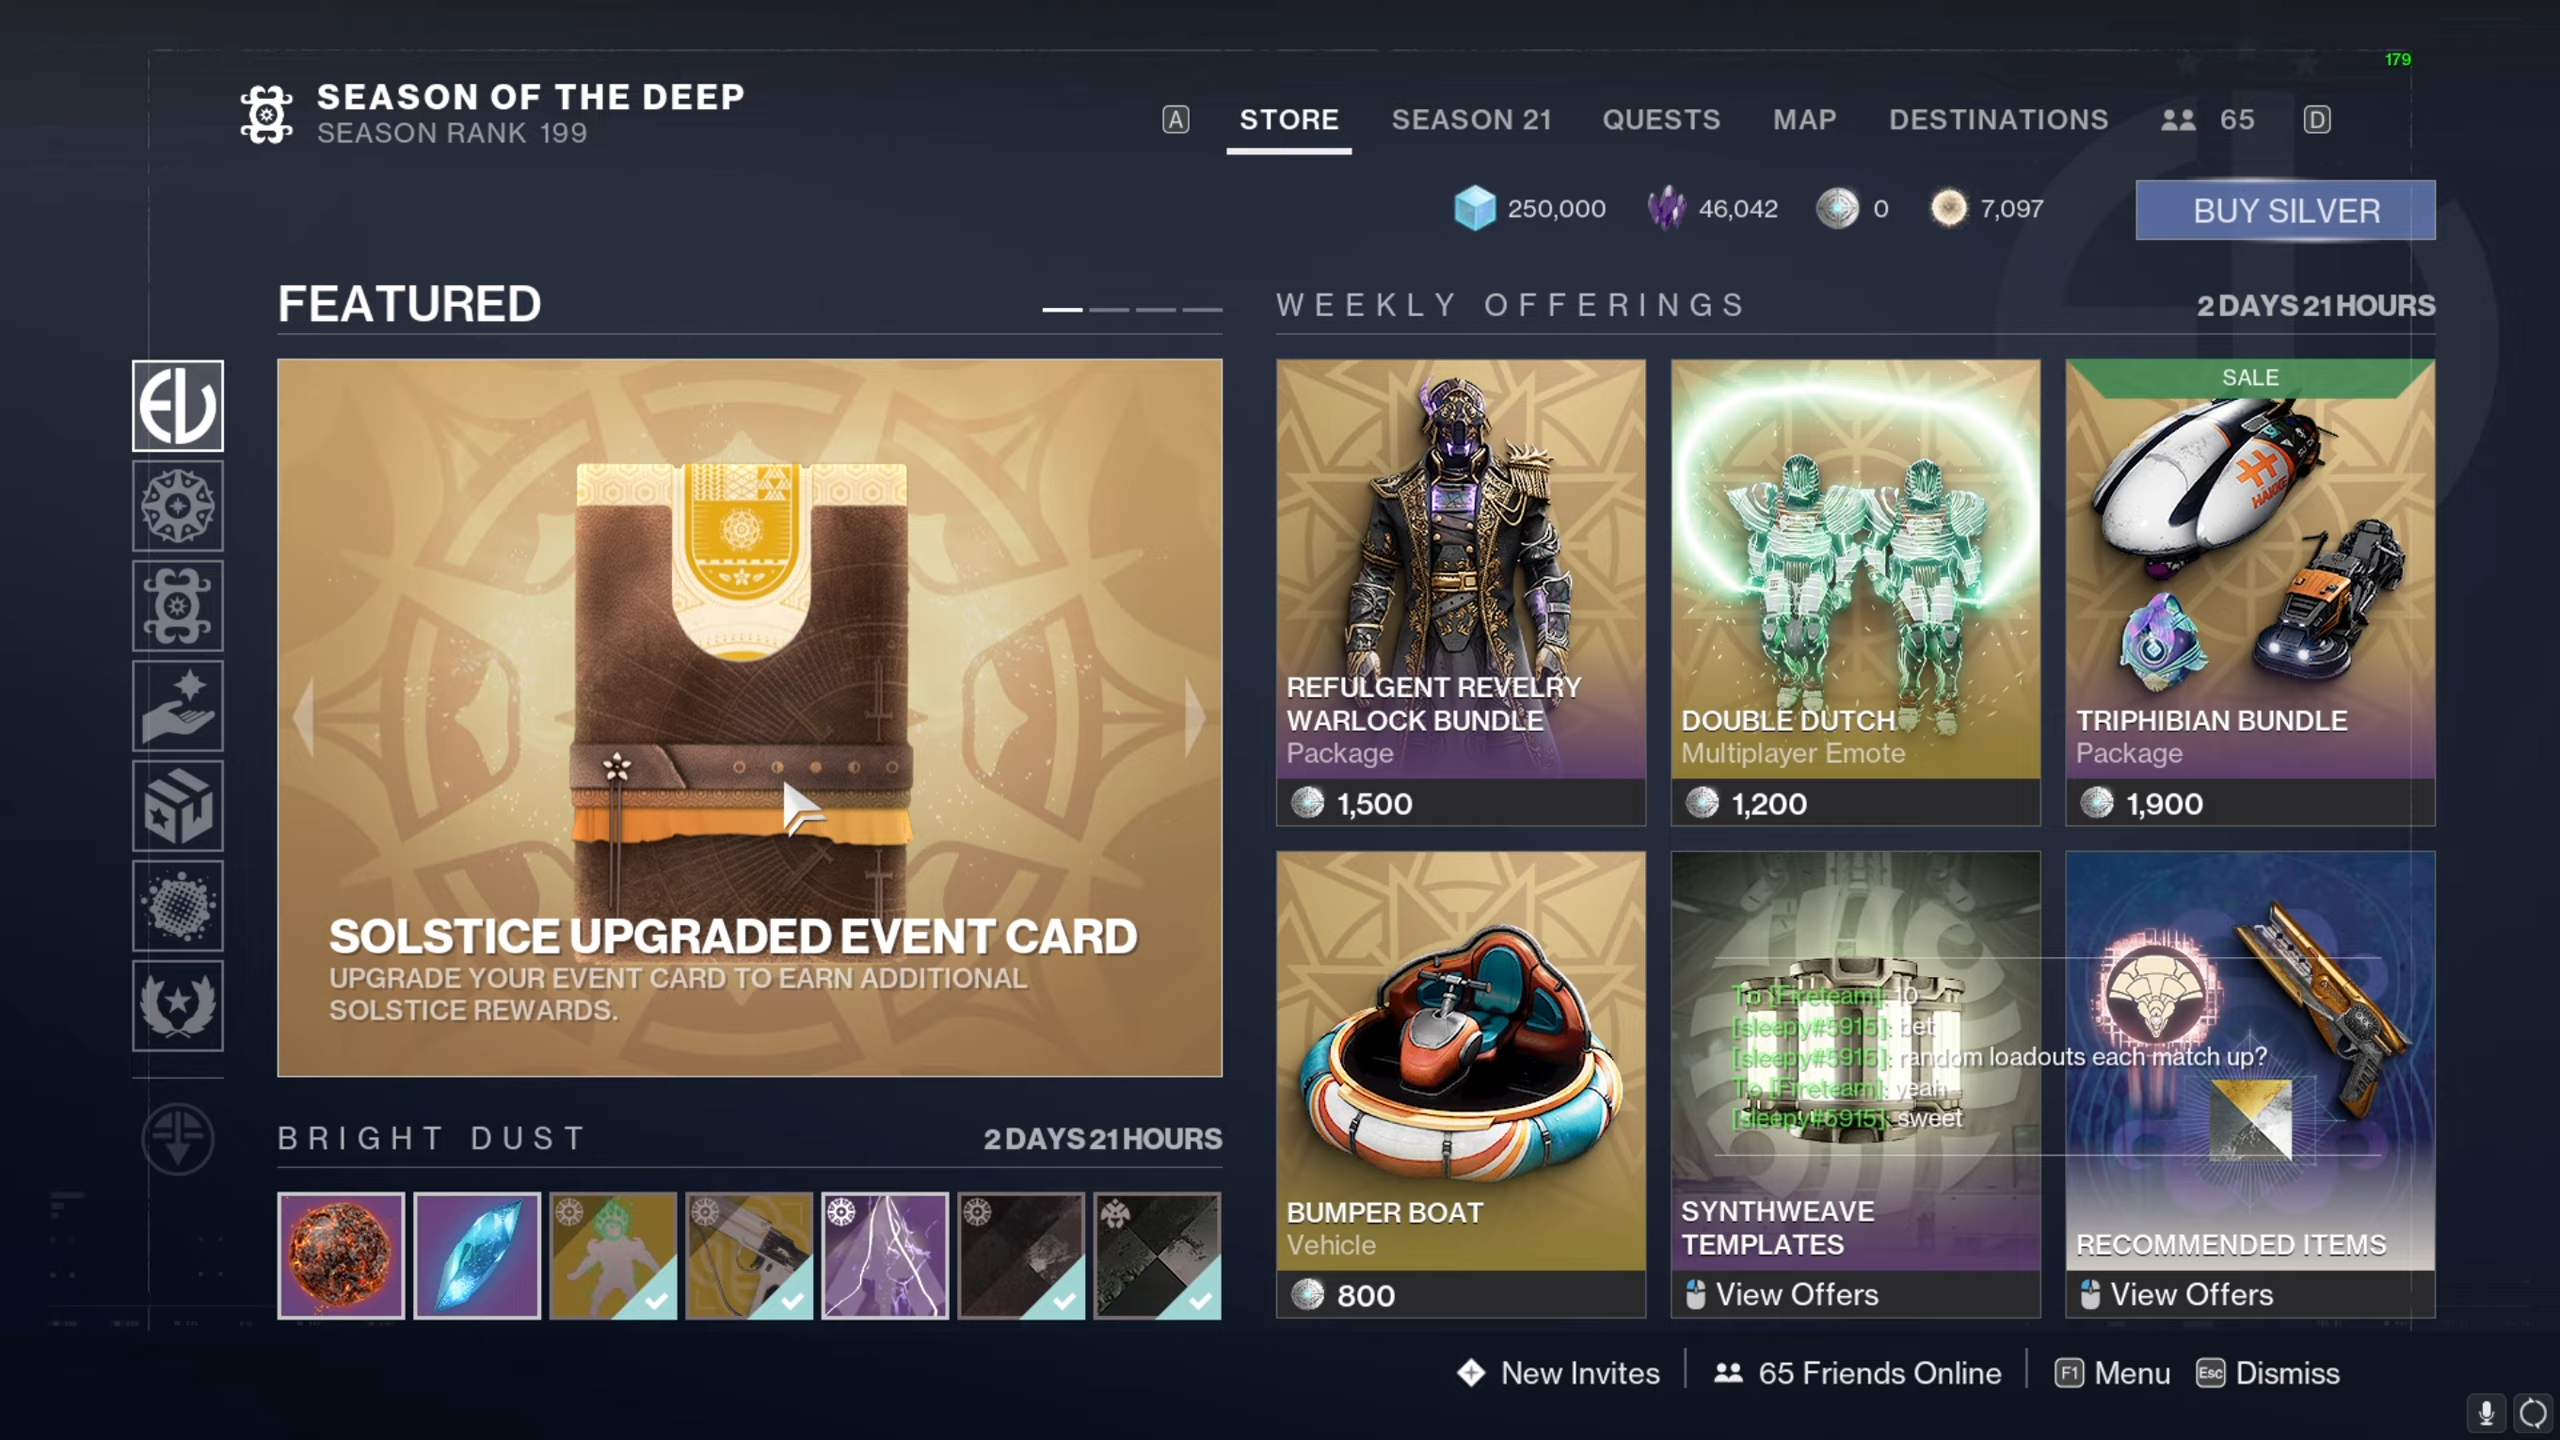 179
SEASON OF THE DEEP
SEASON RANK 199
A STORE SEASON 21 QUESTS MAP DESTINATIONS 65 D
250,000 46,042 0 7,097 BUY SILVER
FEATURED
SOLSTICE UPGRADED EVENT CARD
UPGRADE YOUR EVENT CARD TO EARN ADDITIONAL
SOLSTICE REWARDS.
BRIGHT DUST 2 DAYS 21 HOURS
WEEKLY OFFERINGS 2 DAYS 21 HOURS
REFULGENT REVELRY
WARLOCK BUNDLE
Package
1,500
DOUBLE DUTCH
Multiplayer Emote
1,200
SALE
HAKKE
TRIPHIBIAN BUNDLE
Package
1,900
BUMPER BOAT
Vehicle
800
To [Fireteam]: 10
[sleepy#5915]: bet
[sleepy#5915]: random loadouts each match up?
To [Fireteam]: yeah
[sleepy#5915]: sweet
SYNTHWEAVE
TEMPLATES
View Offers
RECOMMENDED ITEMS
View Offers
New Invites 65 Friends Online F1 Menu Esc Dismiss